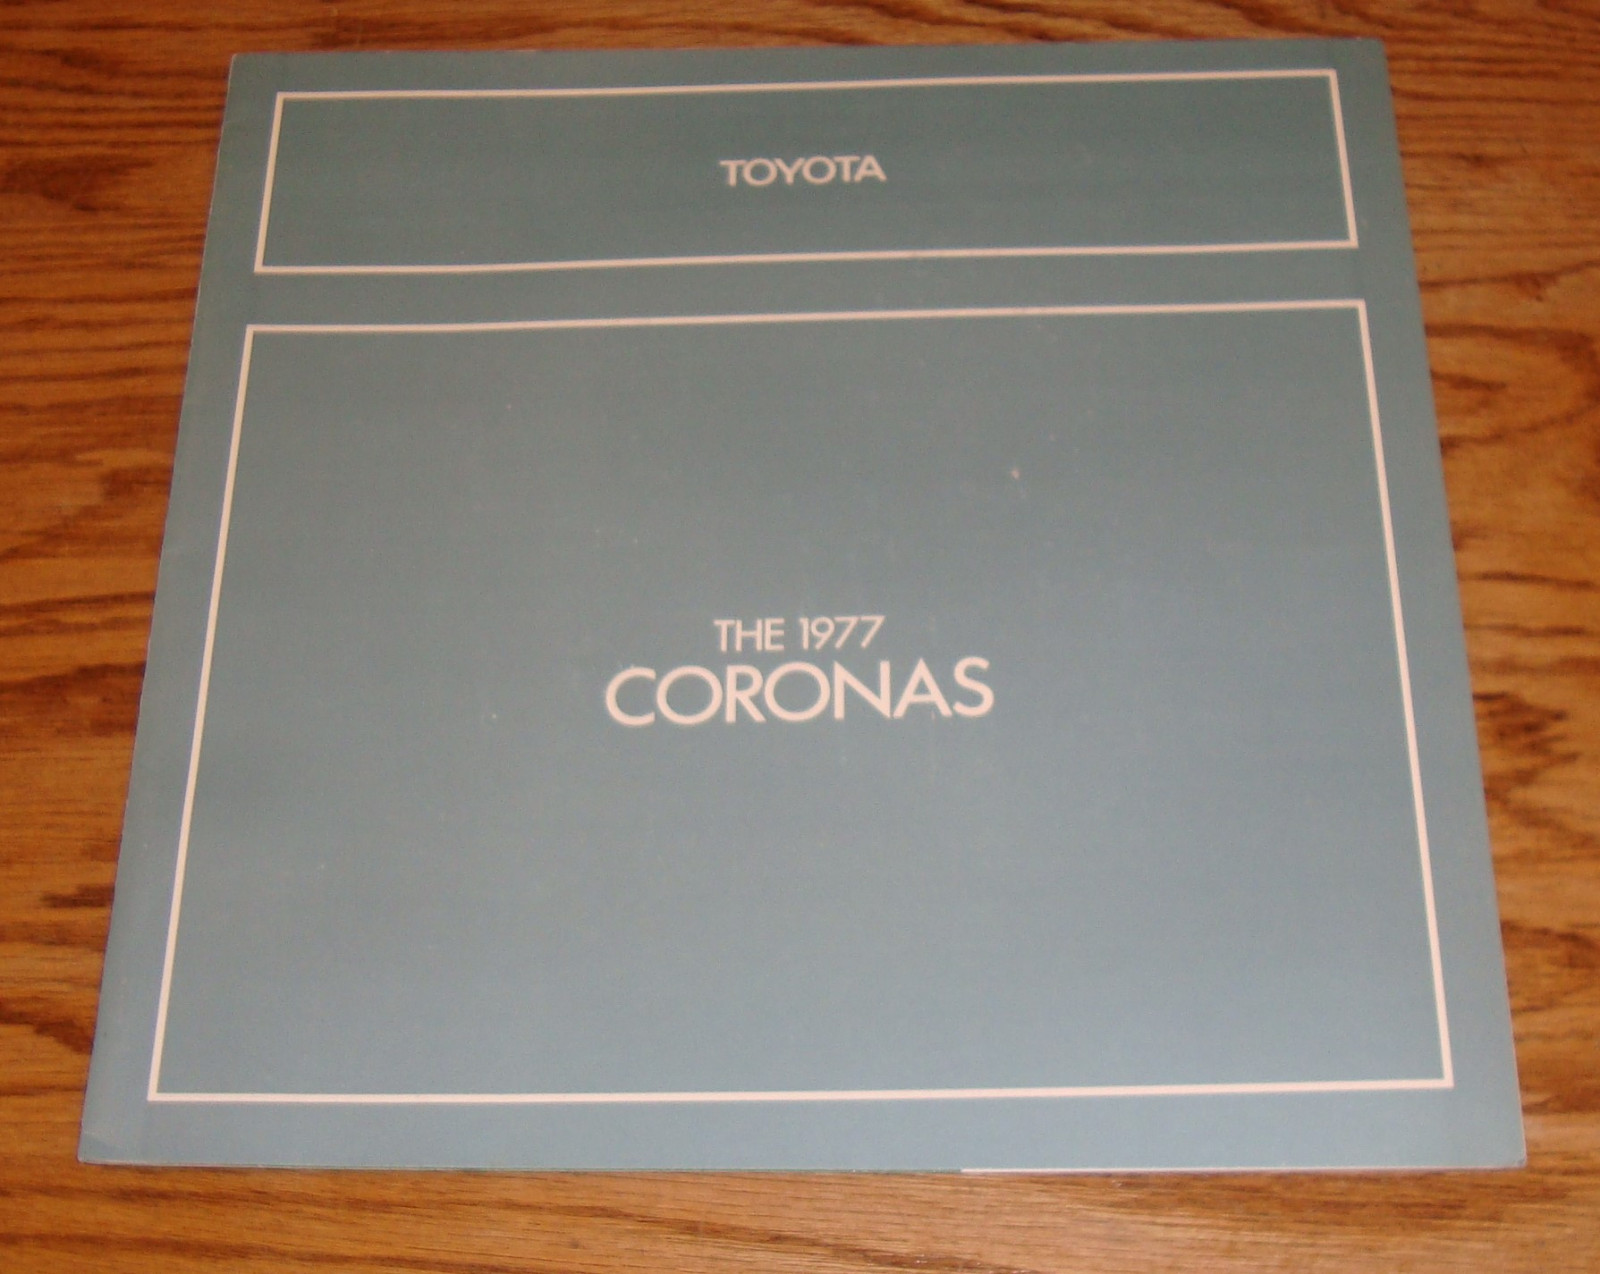 TOYOTA
THE 1977
CORONAS